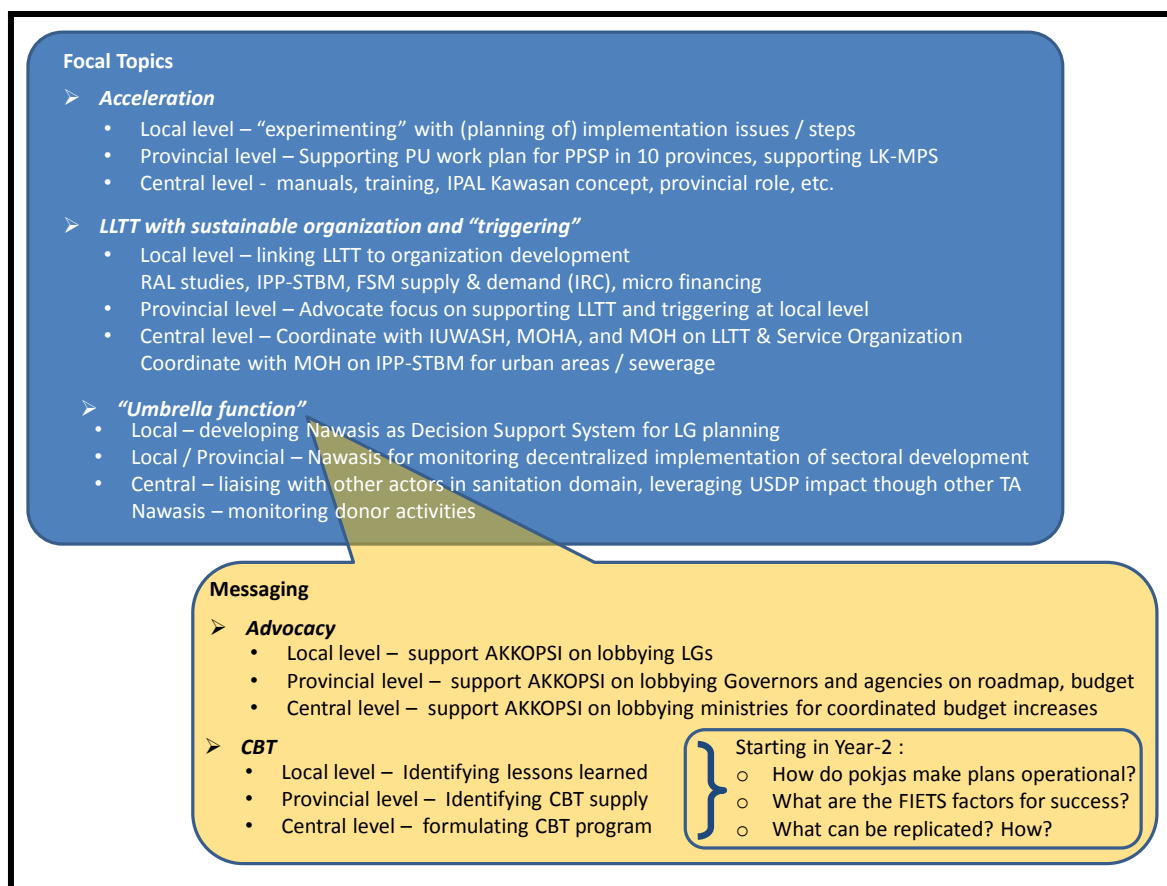 Focal Topics
➢ Acceleration
• Local level – “experimenting” with (planning of) implementation issues / steps
• Provincial level – Supporting PU work plan for PPSP in 10 provinces, supporting LK-MPS
• Central level - manuals, training, IPAL Kawasan concept, provincial role, etc.
➢ LLTT with sustainable organization and “triggering”
• Local level – linking LLTT to organization development
RAL studies, IPP-STBM, FSM supply & demand (IRC), micro financing
• Provincial level – Advocate focus on supporting LLTT and triggering at local level
• Central level – Coordinate with IUWASH, MOHA, and MOH on LLTT & Service Organization
Coordinate with MOH on IPP-STBM for urban areas / sewerage
➢ “Umbrella function”
• Local – developing Nawasis as Decision Support System for LG planning
• Local / Provincial – Nawasis for monitoring decentralized implementation of sectoral development
• Central – liaising with other actors in sanitation domain, leveraging USDP impact though other TA
Nawasis – monitoring donor activities
Messaging
➢ Advocacy
• Local level – support AKKOPSI on lobbying LGs
• Provincial level – support AKKOPSI on lobbying Governors and agencies on roadmap, budget
• Central level – support AKKOPSI on lobbying ministries for coordinated budget increases
➢ CBT
• Local level – Identifying lessons learned
• Provincial level – Identifying CBT supply
• Central level – formulating CBT program
Starting in Year-2 :
o How do pokjas make plans operational?
o What are the FIETS factors for success?
o What can be replicated? How?